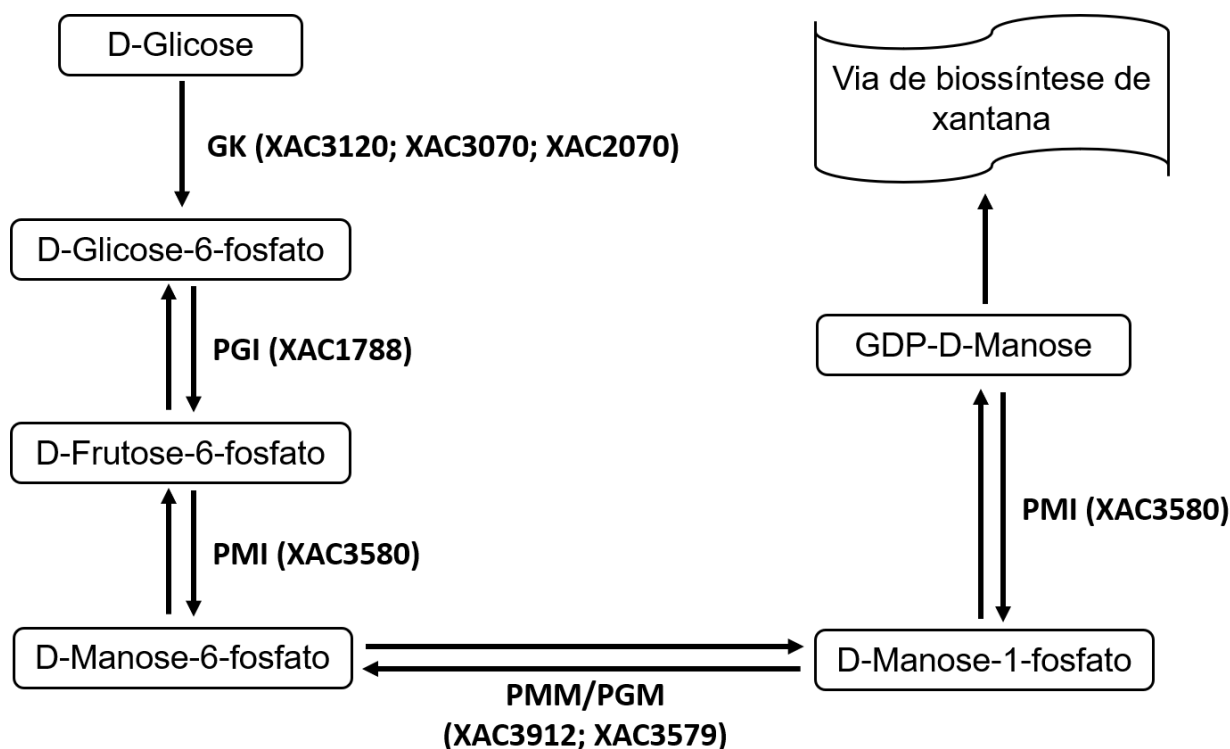 D-Glicose
GK (XAC3120; XAC3070; XAC2070)
D-Glicose-6-fosfato
PGI (XAC1788)
D-Frutose-6-fosfato
PMI (XAC3580)
D-Manose-6-fosfato
PMM/PGM
(XAC3912; XAC3579)
D-Manose-1-fosfato
PMI (XAC3580)
GDP-D-Manose
Via de biossíntese de
xantana